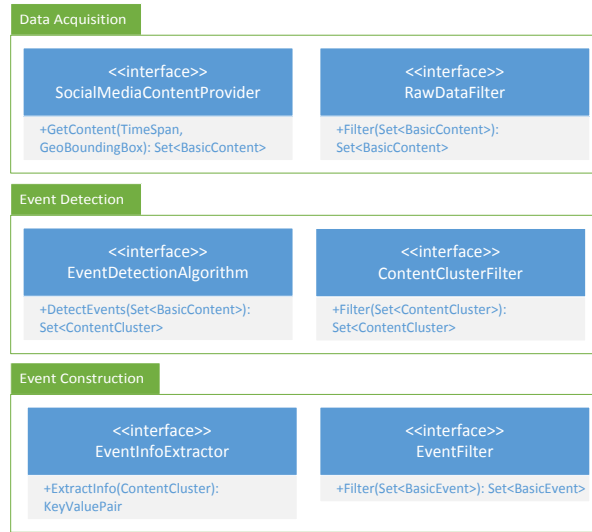 Data Acquisition
<<interface>>
SocialMediaContentProvider
+GetContent(TimeSpan,
GeoBoundingBox): Set<BasicContent>
<<interface>>
RawDataFilter
+Filter(Set<BasicContent>):
Set<BasicContent>
Event Detection
<<interface>>
EventDetectionAlgorithm
+DetectEvents(Set<BasicContent>):
Set<ContentCluster>
<<interface>>
ContentClusterFilter
+Filter(Set<ContentCluster>):
Set<ContentCluster>
Event Construction
<<interface>>
EventInfoExtractor
+ExtractInfo(ContentCluster):
KeyValuePair
<<interface>>
EventFilter
+Filter(Set<BasicEvent>): Set<BasicEvent>